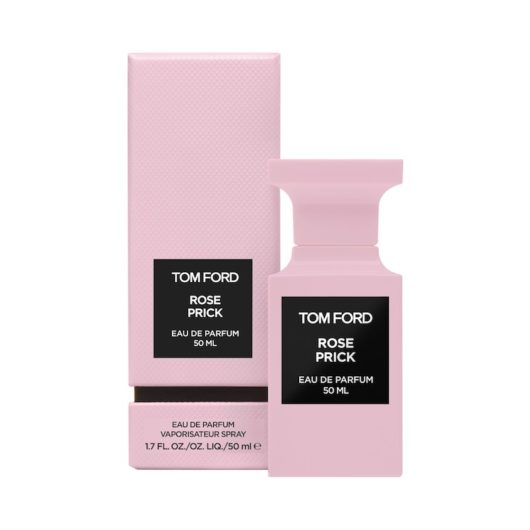 TOM FORD
ROSE
PRICK
EAU DE PARFUM
50 ML
EAU DE PARFUM
VAPORISATEUR SPRAY
1.7 FL. OZ./OZ. LIQ./50 ml ℮
TOM FORD
ROSE
PRICK
EAU DE PARFUM
50 ML